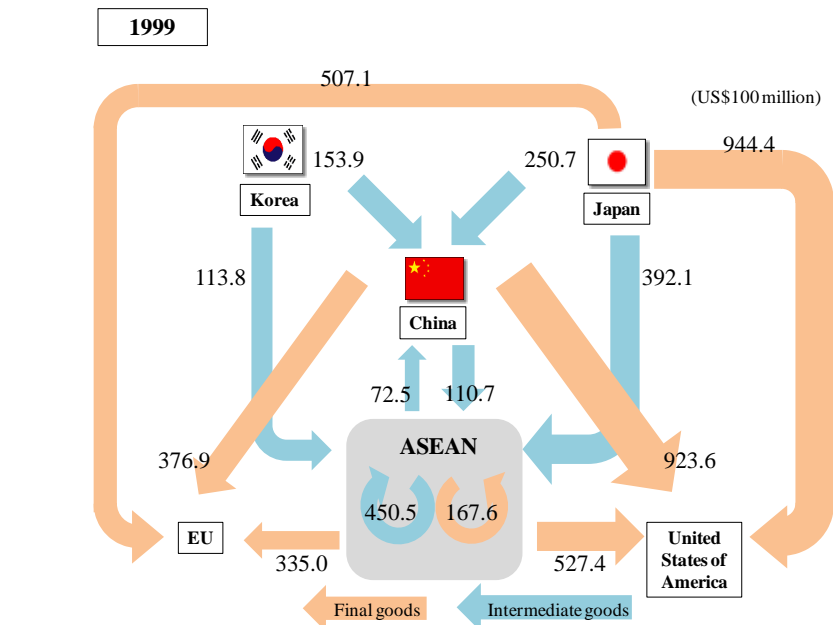 1999
507.1
(US$100 million)
944.4
153.9
250.7
Korea
Japan
113.8
392.1
China
72.5
110.7
ASEAN
376.9
923.6
450.5
167.6
EU
United
States of
America
335.0
527.4
Final goods
Intermediate goods